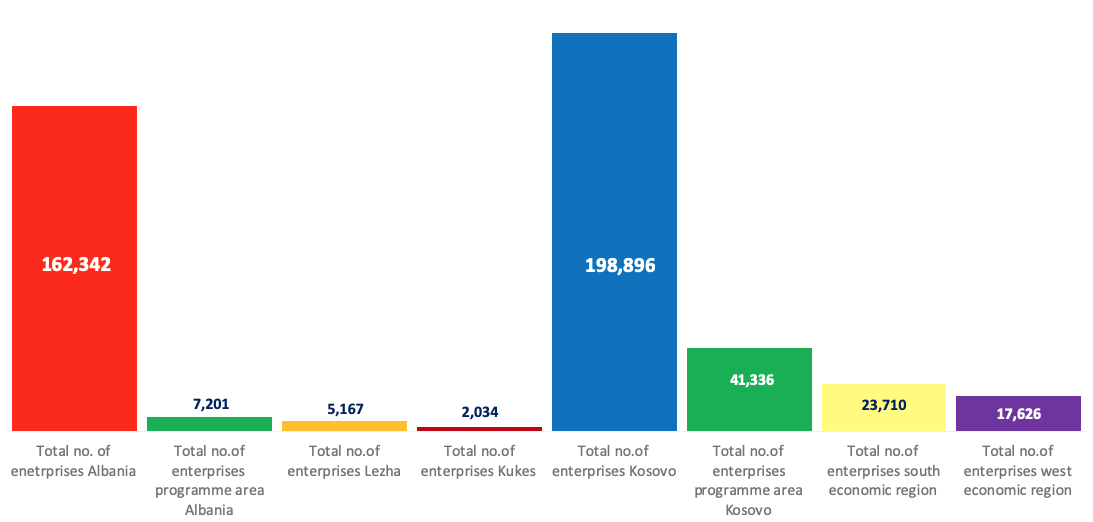 162,342
7,201
5,167
2,034
198,896
41,336
23,710
17,626
Total no. of
enetrprises Albania
Total no.of
enterprises
programme area
Albania
Total no.of
enterprises Lezha
Total no.of
enterprises Kukes
Total no.of
enterprises Kosovo
Total no.of
enterprises
programme area
Kosovo
Total no.of
enterprises south
economic region
Total no.of
enterprises west
economic region